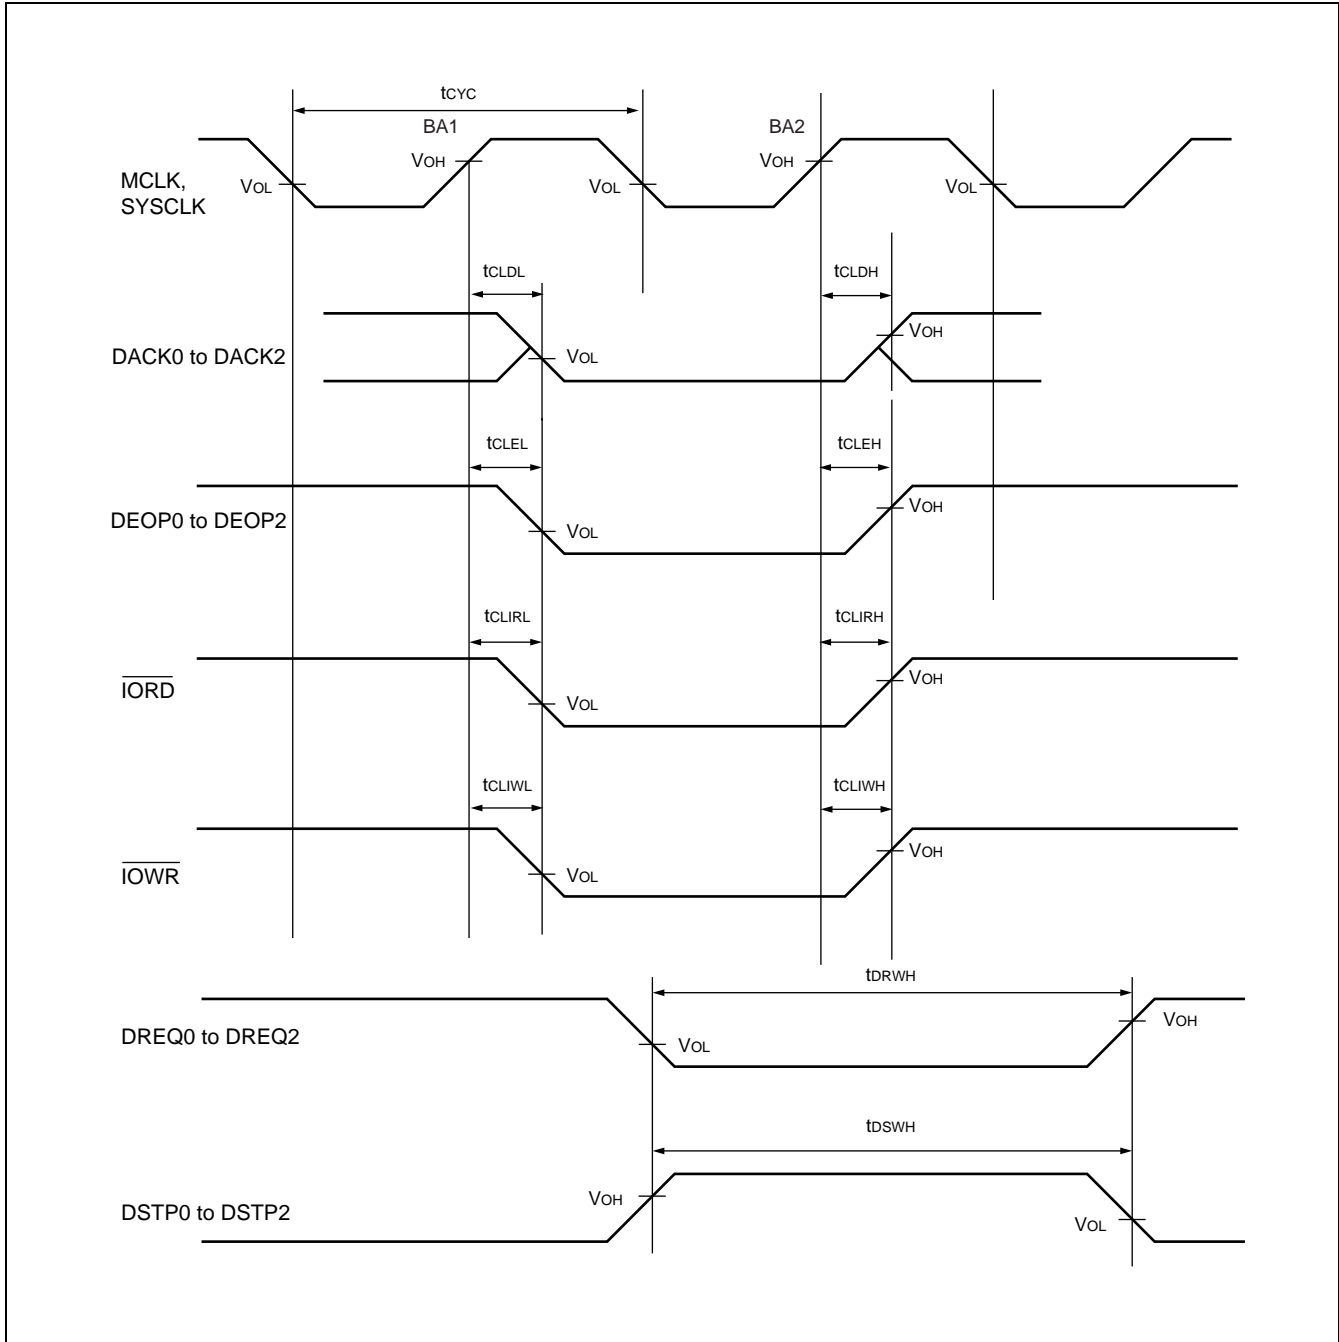 tCYC
BA1
BA2
VOH
VOH
MCLK,
SYSCLK
VOL
VOL
VOL
tCLDL
tCLDH
DACK0 to DACK2
VOL
VOH
tCLEL
tCLEH
DEOP0 to DEOP2
VOL
VOH
tCLIRL
tCLIRH
IORD
VOL
VOH
tCLIWL
tCLIWH
IOWR
VOL
VOH
tDRWH
DREQ0 to DREQ2
VOL
VOH
tDSWH
DSTP0 to DSTP2
VOH
VOL